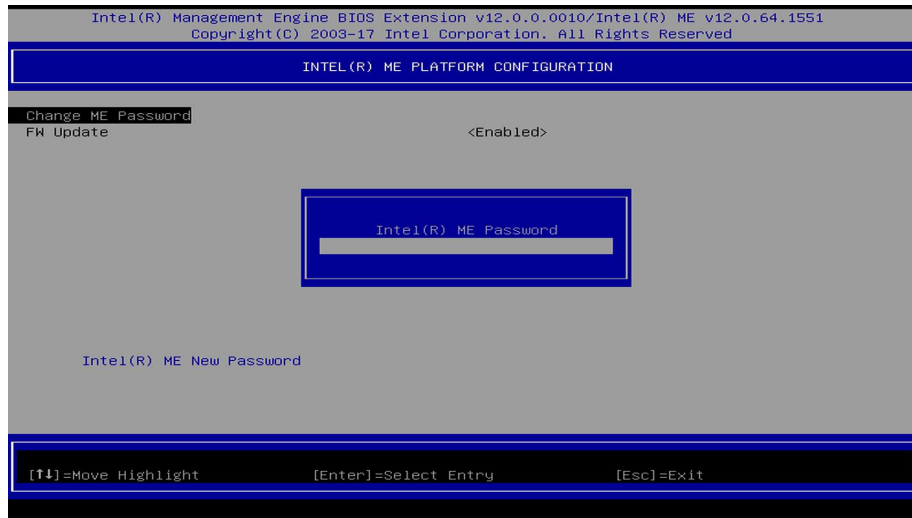 Intel(R) Management Engine BIOS Extension v12.0.0.0010/Intel(R) ME v12.0.64.1551
Copyright(C) 2003-17 Intel Corporation. All Rights Reserved
INTEL(R) ME PLATFORM CONFIGURATION
Change ME Password
FW Update <Enabled>
Intel(R) ME Password
Intel(R) ME New Password
[↑↓]=Move Highlight [Enter]=Select Entry [Esc]=Exit